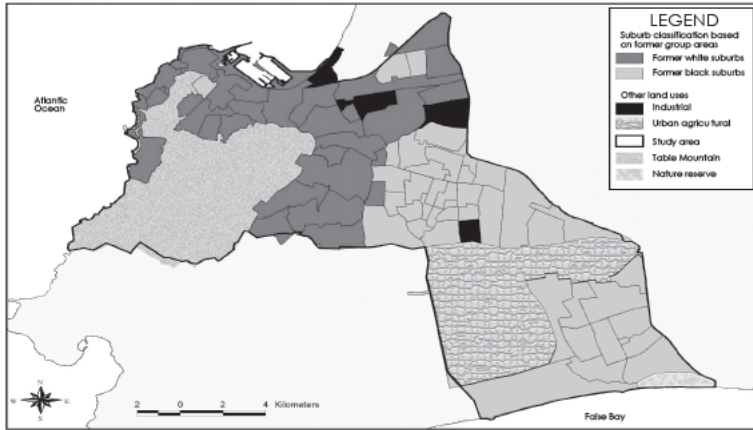 LEGEND
Suburb classification based
on former group areas
Former white suburbs
Former black suburbs
Other land uses
Industrial
Urban agricultural
Study area
Table Mountain
Nature reserve
Atlantic
Ocean
N
W E
S
2 0 2 4 Kilometers
False Bay